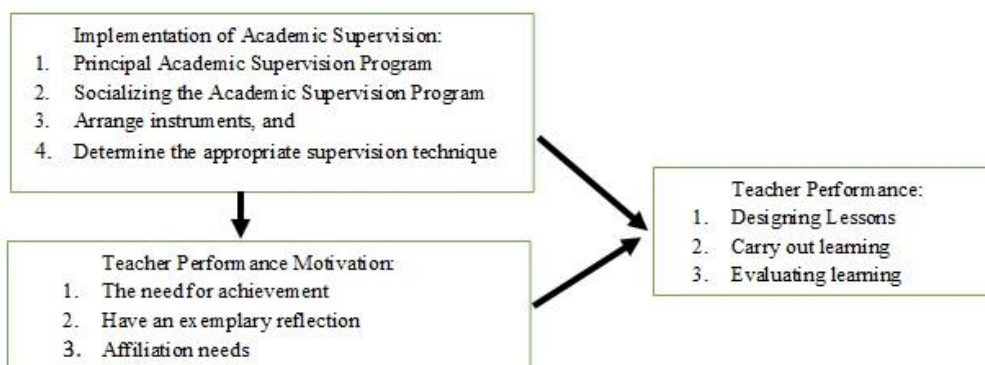 Implementation of Academic Supervision:
1. Principal Academic Supervision Program
2. Socializing the Academic Supervision Program
3. Arrange instruments, and
4. Determine the appropriate supervision technique
Teacher Performance Motivation:
1. The need for achievement
2. Have an exemplary reflection
3. Affiliation needs
Teacher Performance:
1. Designing Lessons
2. Carry out learning
3. Evaluating learning